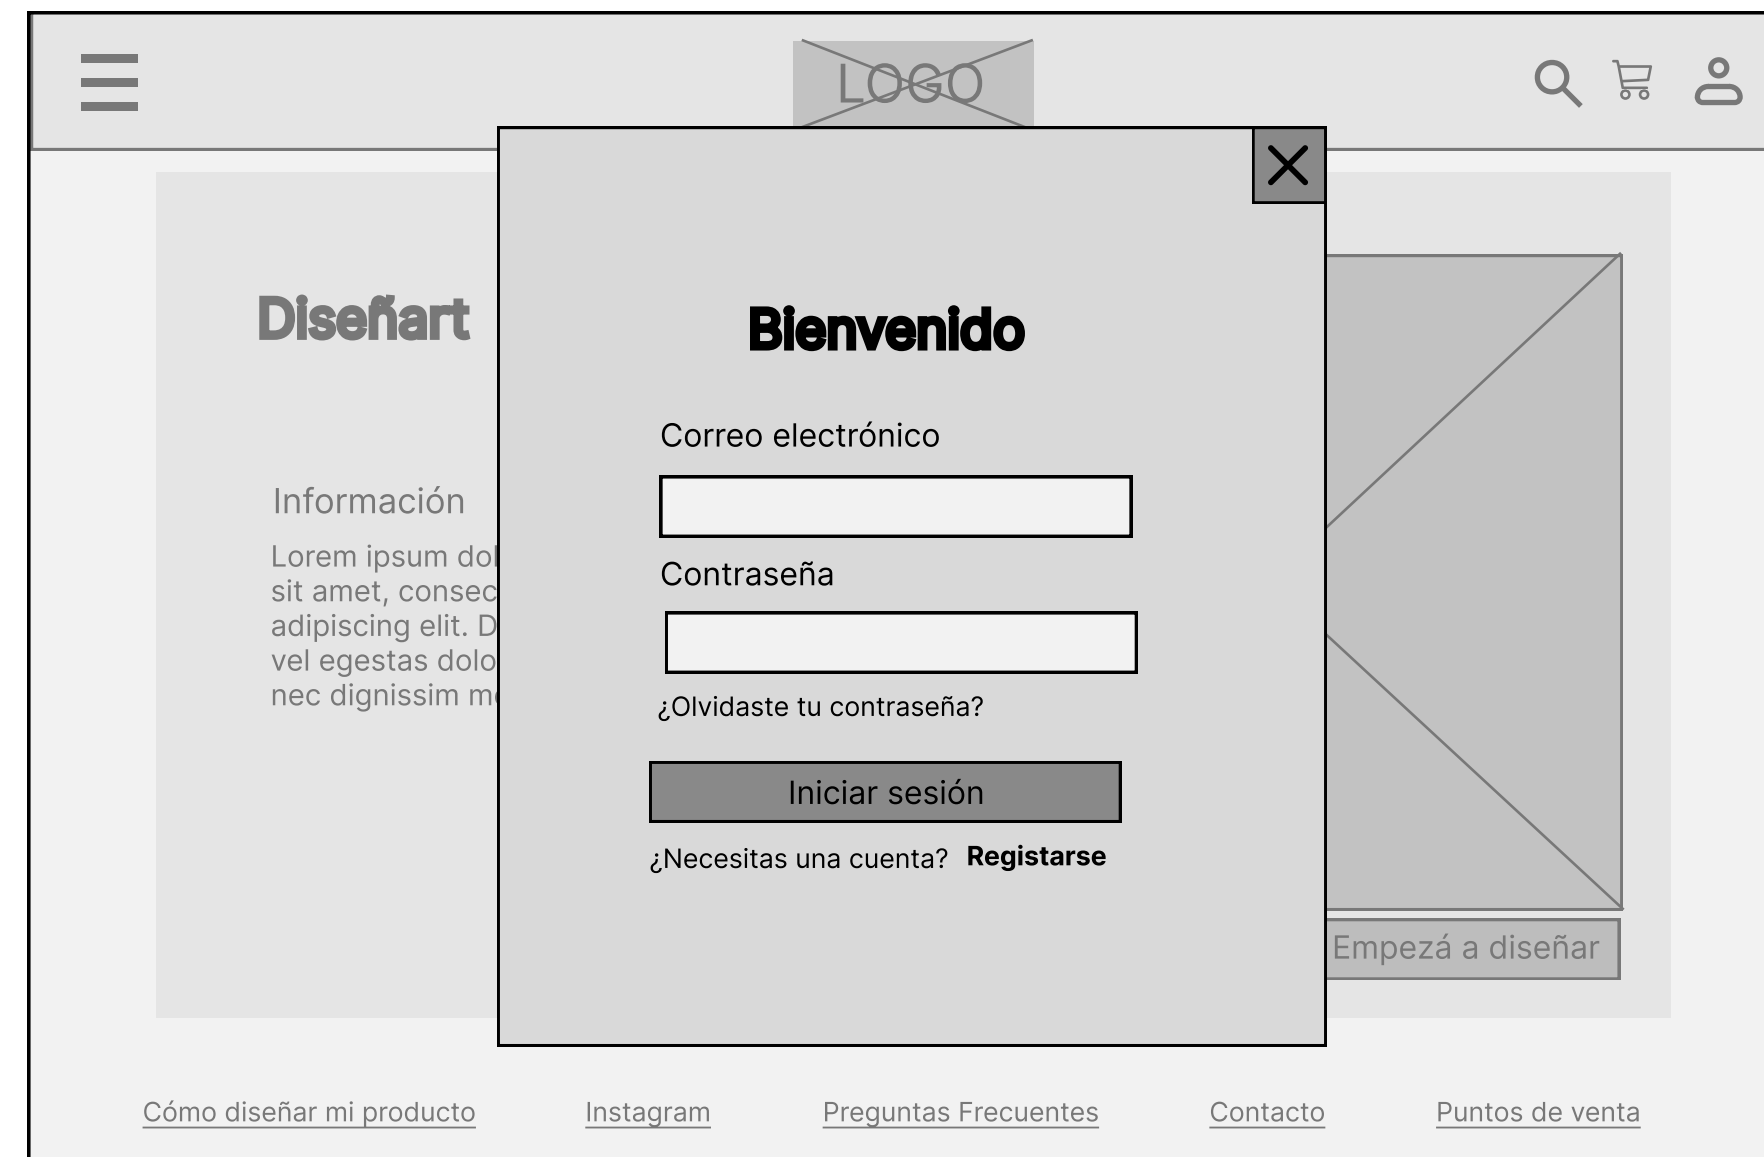 LOGO
Diseñart
Información
Lorem ipsum dol
sit amet, consec
adipiscing elit. D
vel egestas dolo
nec dignissim m
Bienvenido
Correo electrónico
Contraseña
¿Olvidaste tu contraseña?
Iniciar sesión
¿Necesitas una cuenta? Registarse
Empezá a diseñar
Cómo diseñar mi producto
Instagram
Preguntas Frecuentes
Contacto
Puntos de venta